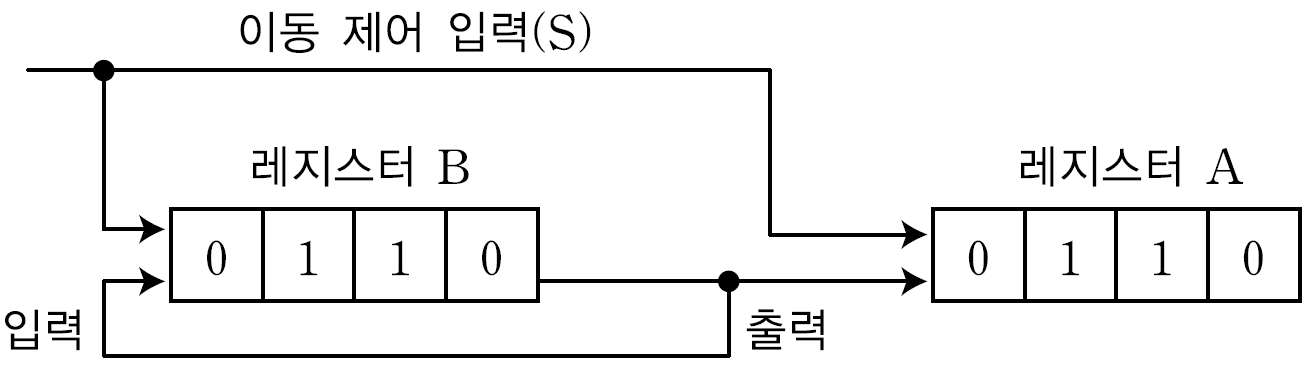 이동 제어 입력(S)
레지스터 B
레지스터 A
0 1 1 0
0 1 1 0
입력
출력